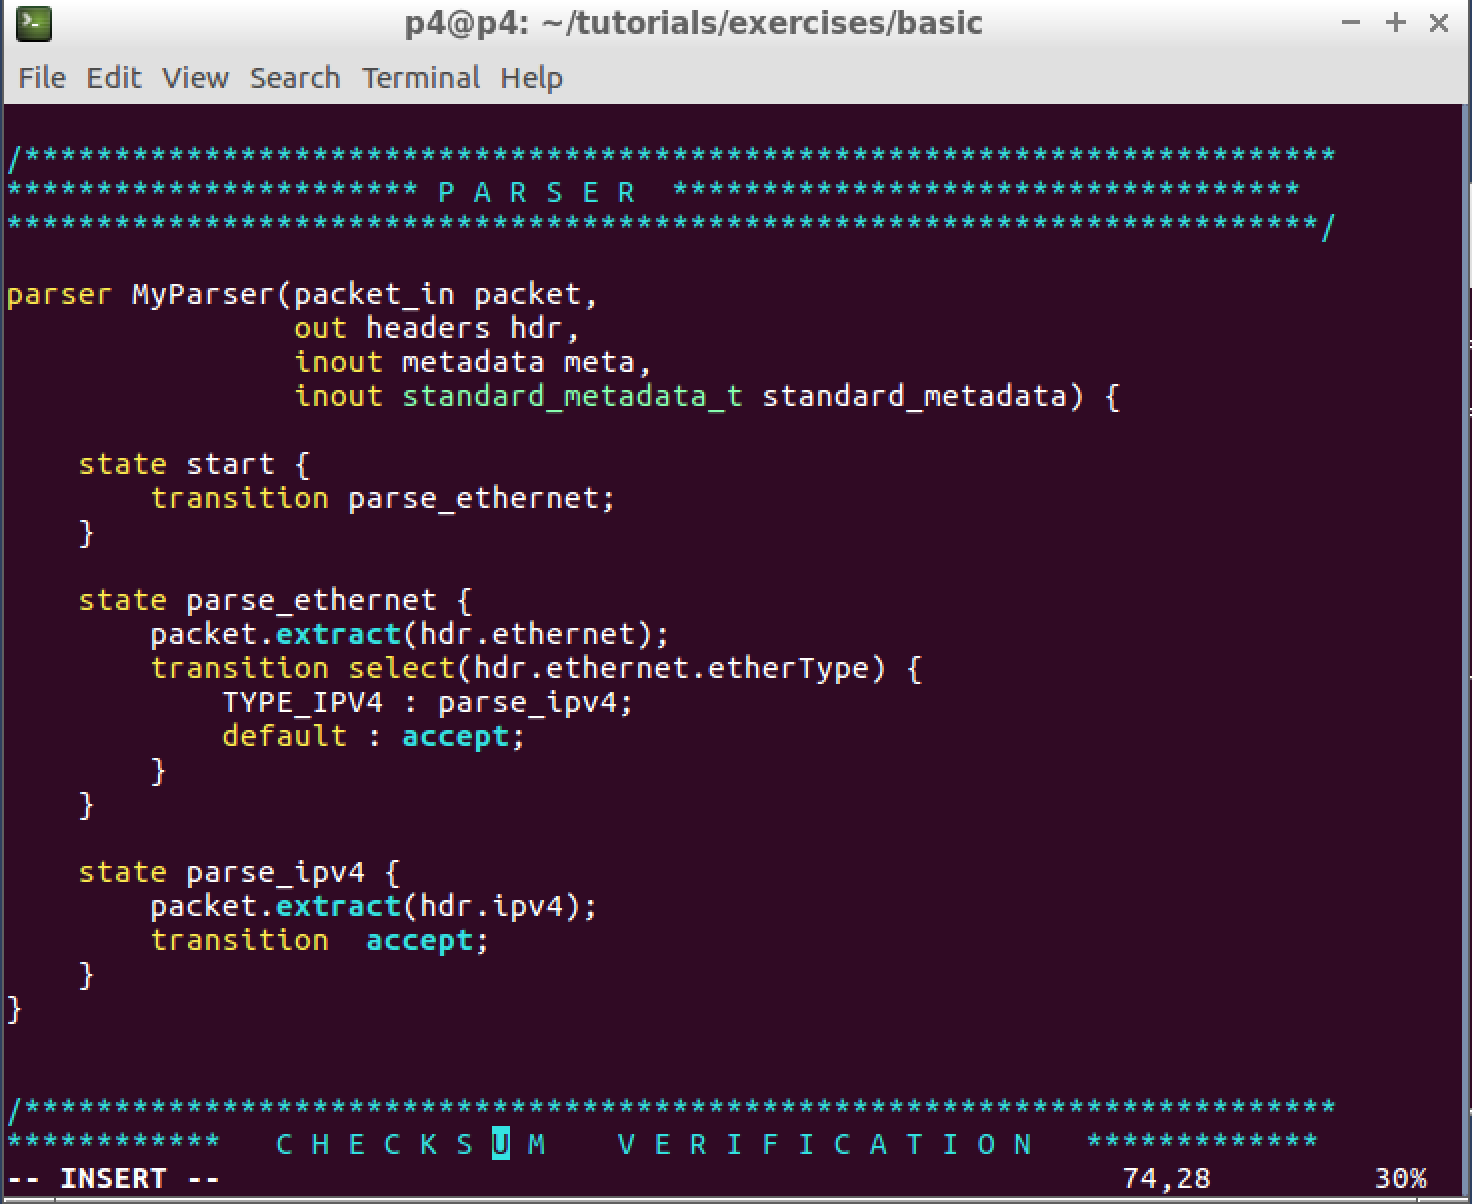 p4@p4: ~/tutorials/exercises/basic
File Edit View Search Terminal Help
/*************************************************************************
*********************** P A R S E R  ***********************************
*************************************************************************/
parser MyParser(packet_in packet,
                out headers hdr,
                inout metadata meta,
                inout standard_metadata_t standard_metadata) {
    state start {
        transition parse_ethernet;
    }
    state parse_ethernet {
        packet.extract(hdr.ethernet);
        transition select(hdr.ethernet.etherType) {
            TYPE_IPV4 : parse_ipv4;
            default : accept;
        }
    }
    state parse_ipv4 {
        packet.extract(hdr.ipv4);
        transition  accept;
    }
}
/*************************************************************************
************   C H E C K S U M    V E R I F I C A T I O N   *************
-- INSERT -- 74,28 30%